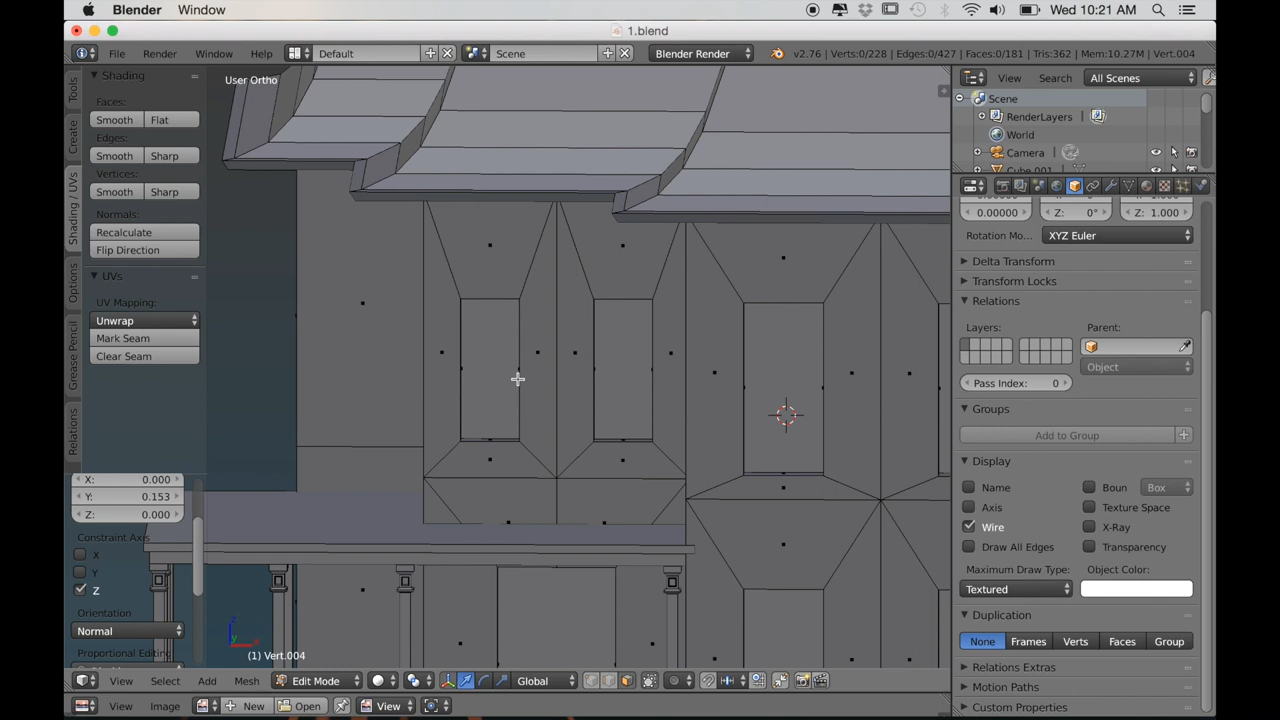 Blender Window Wed 10:21 AM
1.blend
File Render Window Help Default Scene Blender Render v2.76 | Verts:0/228 | Edges:0/427 | Faces:0/181 | Tris:362 | Mem:10.27M | Vert.004
Shading
Faces:
Smooth Flat
Edges:
Smooth Sharp
Vertices:
Smooth Sharp
Normals:
Recalculate
Flip Direction
UVs
UV Mapping:
Unwrap
Mark Seam
Clear Seam
Tools
Create
Shading / UVs
Options
Grease Pencil
Relations
X: 0.000
Y: 0.153
Z: 0.000
Constraint Axis
X
Y
Z
Orientation
Normal
Proportional Editing
User Ortho
z
y
x
(1) Vert.004
View Select Add Mesh Edit Mode Global
View Image New Open View
View Search All Scenes
Scene
RenderLayers
World
Camera
Cube.001
0.00000 Z: 0° Z: 1.000
Rotation Mo... XYZ Euler
Delta Transform
Transform Locks
Relations
Layers: Parent:
Object
Pass Index: 0
Groups
Add to Group
Display
Name Boun Box
Axis Texture Space
Wire X-Ray
Draw All Edges Transparency
Maximum Draw Type: Object Color:
Textured
Duplication
None Frames Verts Faces Group
Relations Extras
Motion Paths
Custom Properties